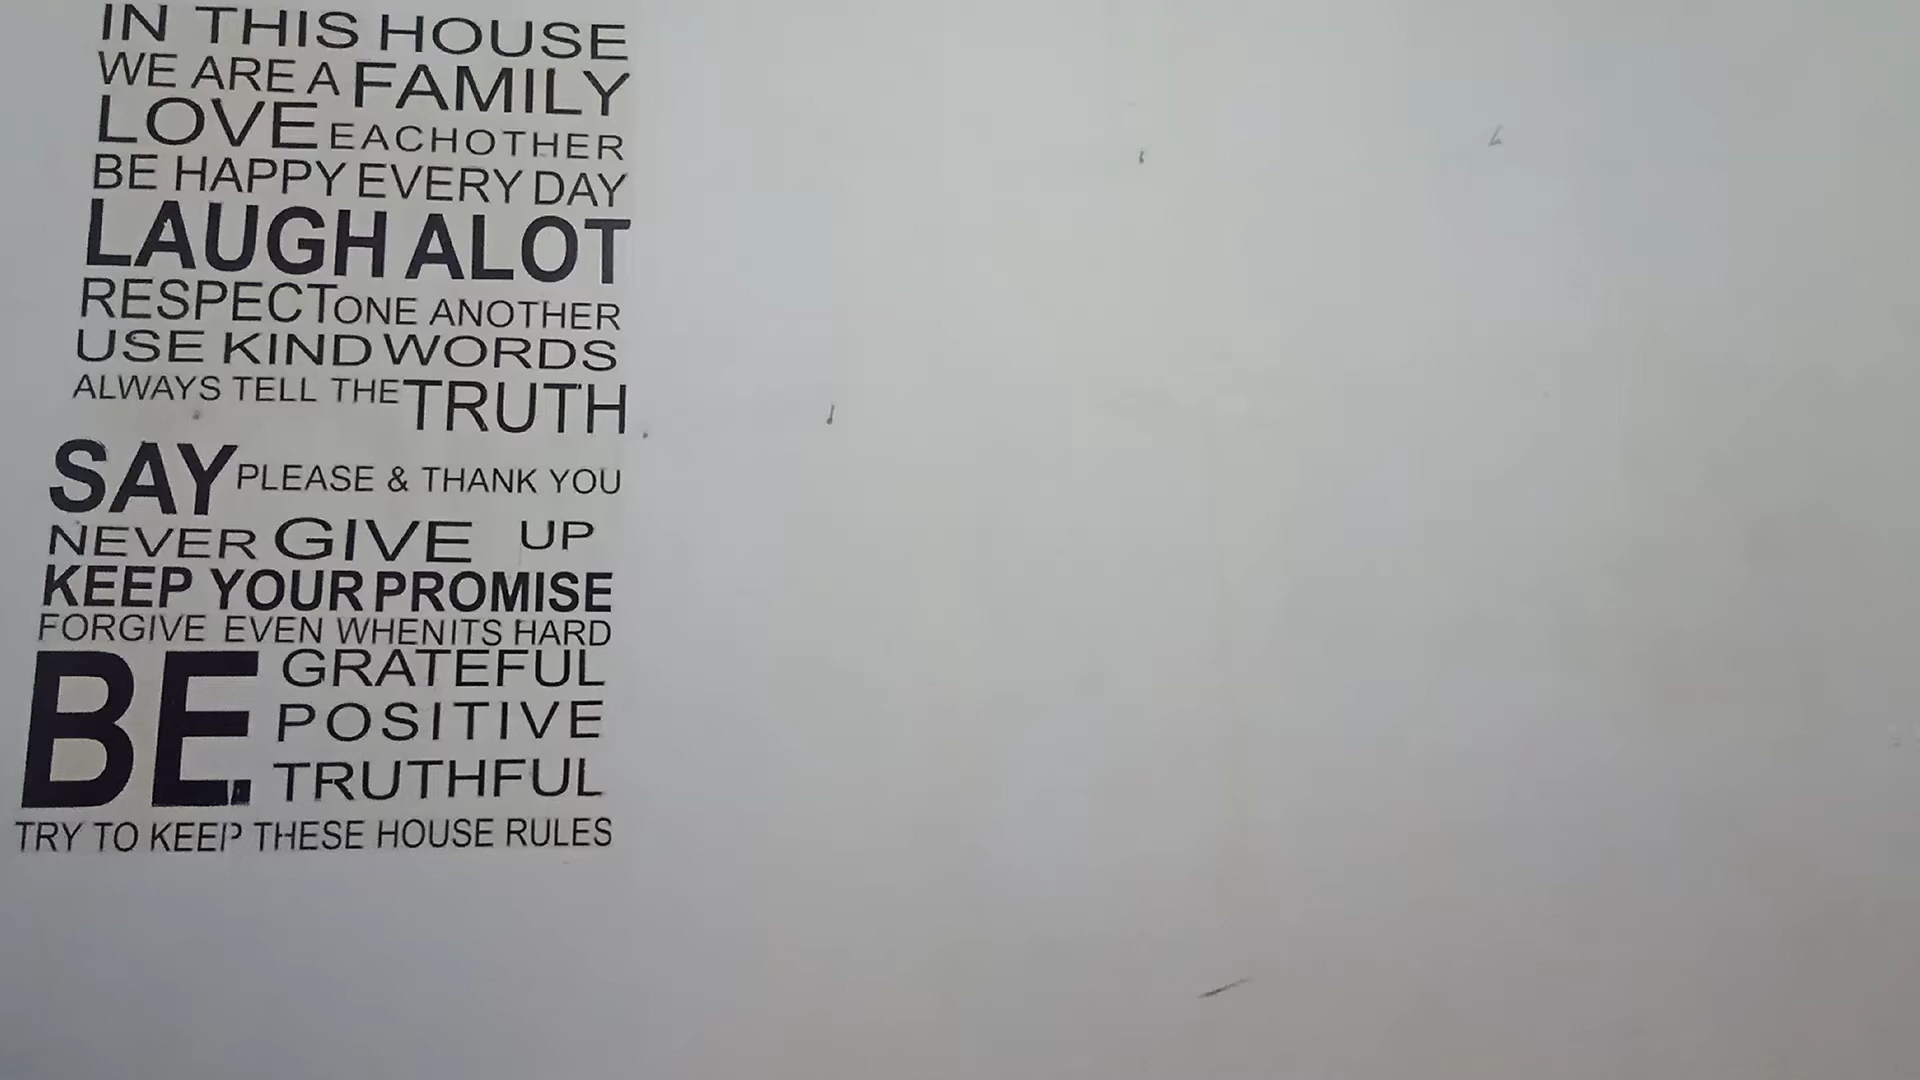 IN THIS HOUSE
WE ARE A FAMILY
LOVE EACHOTHER
BE HAPPY EVERY DAY
LAUGH ALOT
RESPECT ONE ANOTHER
USE KIND WORDS
ALWAYS TELL THE TRUTH
SAY PLEASE & THANK YOU
NEVER GIVE UP
KEEP YOUR PROMISE
FORGIVE EVEN WHEN ITS HARD
BE GRATEFUL
POSITIVE
TRUTHFUL
TRY TO KEEP THESE HOUSE RULES